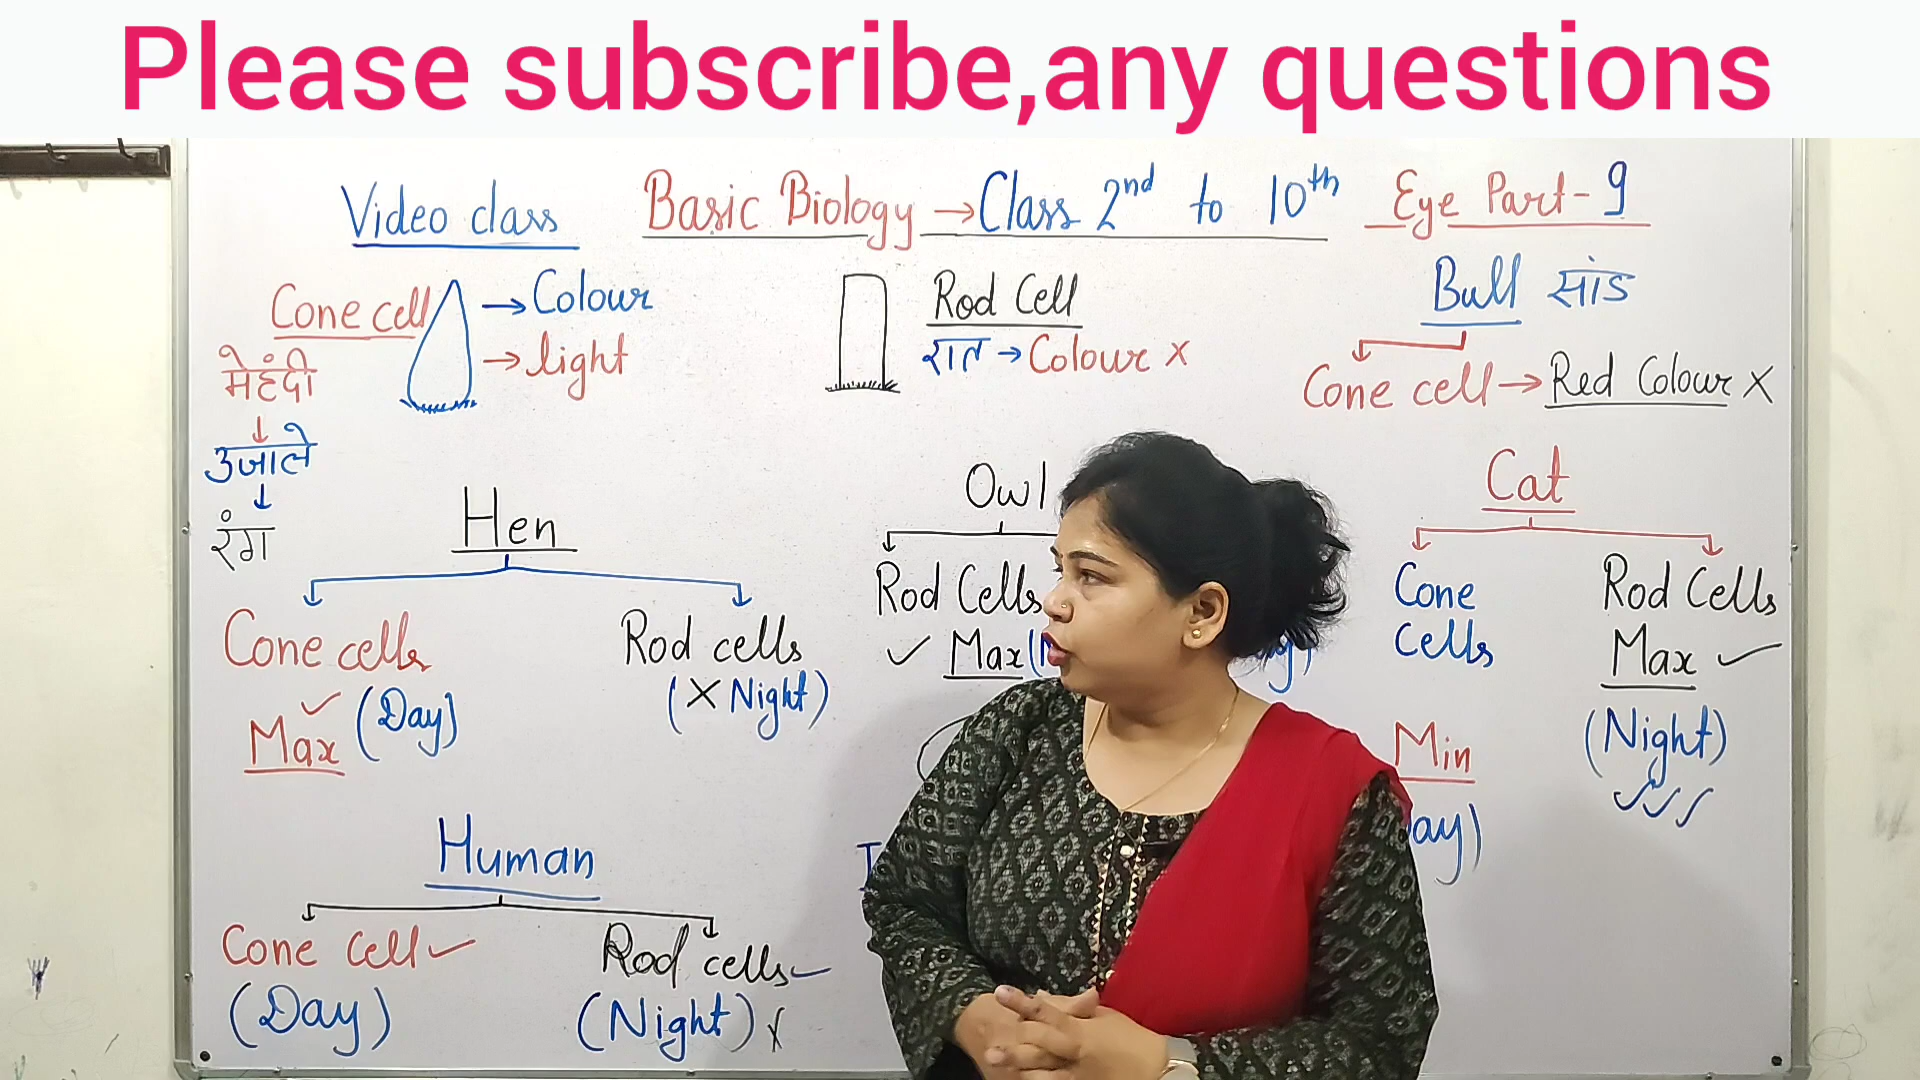 Please subscribe,any questions
Video class
Basic Biology → Class 2nd to 10th
Eye Part - 9
Cone cell
→ Colour
→ light
मेहंदी
↓
उजाले
↓
रंग
Rod Cell
रात → Colour x
Bull सांड
Cone cell → Red Colour X
Hen
Cone cells
✓
Max (Day)
Rod cells
(X Night)
Owl
Rod Cells
✓ Max
Cat
Cone
Cells
Min
Rod Cells
Max ✓
(Night)
✓✓✓
Human
Cone cell ✓
(Day)
Rod cells ✓
(Night) x